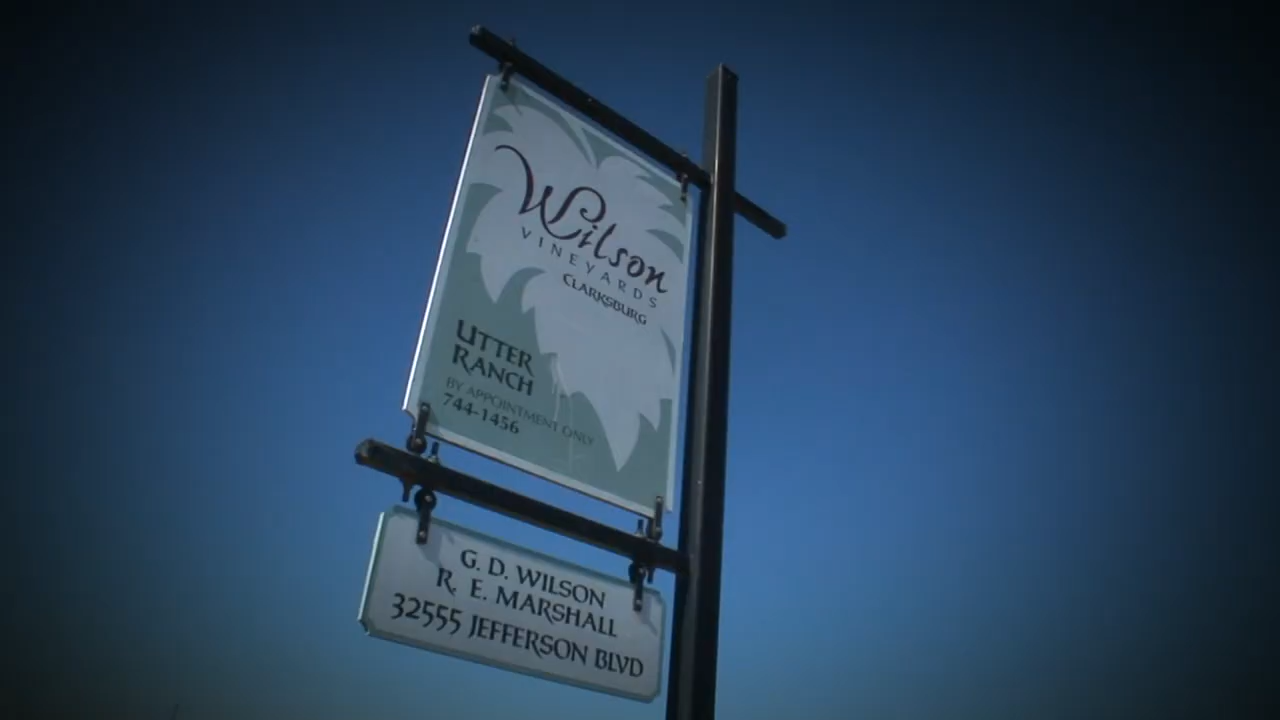 Wilson
VINEYARDS
CLARKSBURG
UTTER
RANCH
BY APPOINTMENT ONLY
744-1456
G. D. WILSON
R. E. MARSHALL
32555 JEFFERSON BLVD